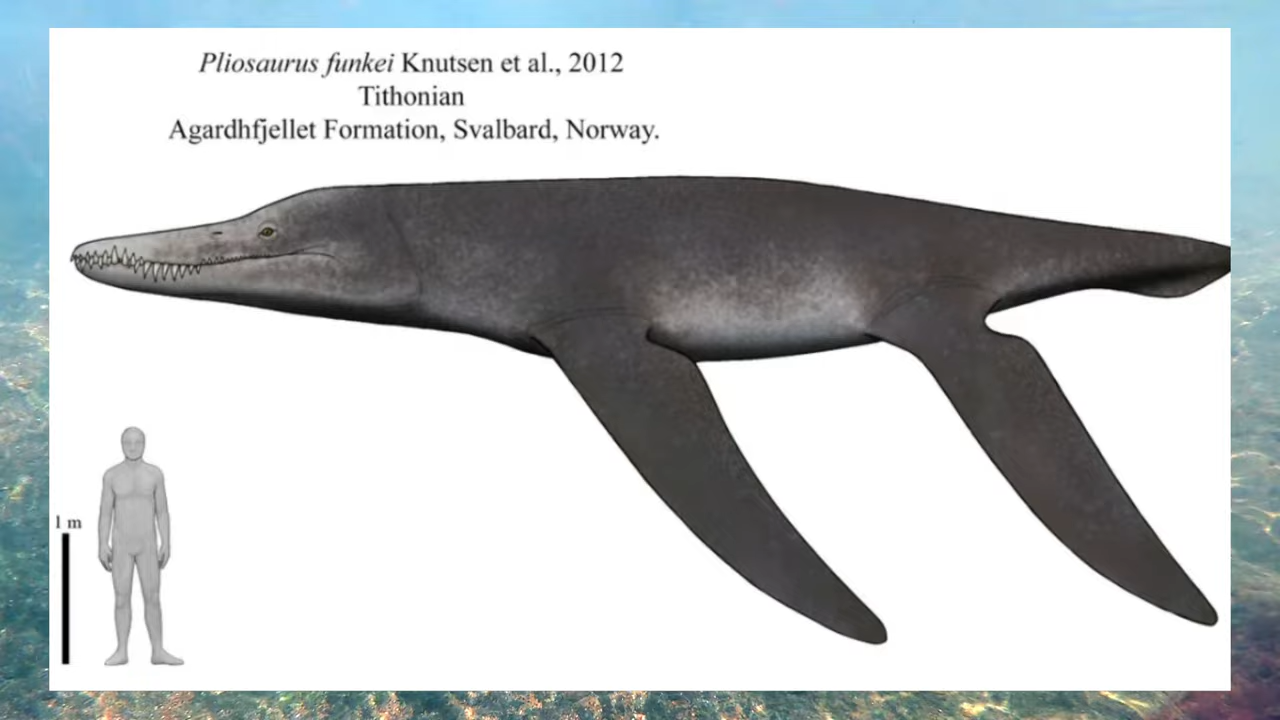 Pliosaurus funkei Knutsen et al., 2012
Tithonian
Agardhfjellet Formation, Svalbard, Norway.
1 m